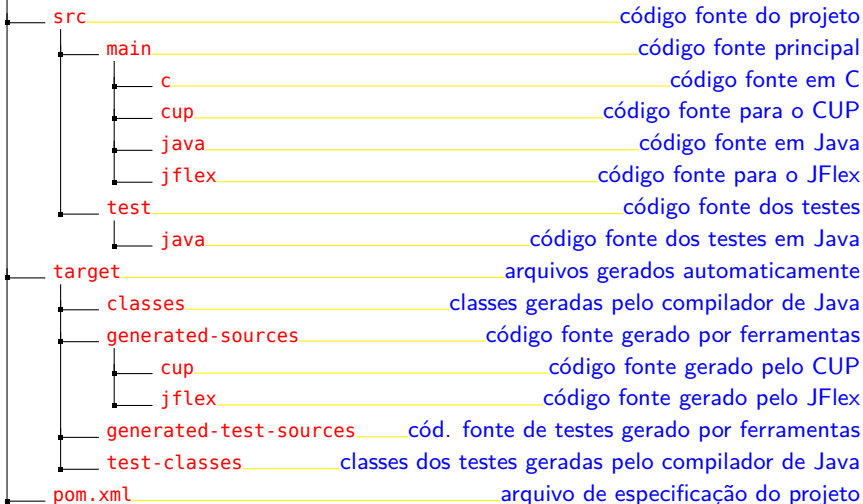 src código fonte do projeto
main código fonte principal
c código fonte em C
cup código fonte para o CUP
java código fonte em Java
jflex código fonte para o JFlex
test código fonte dos testes
java código fonte dos testes em Java
target arquivos gerados automaticamente
classes classes geradas pelo compilador de Java
generated-sources código fonte gerado por ferramentas
cup código fonte gerado pelo CUP
jflex código fonte gerado pelo JFlex
generated-test-sources cód. fonte de testes gerado por ferramentas
test-classes classes dos testes geradas pelo compilador de Java
pom.xml arquivo de especificação do projeto